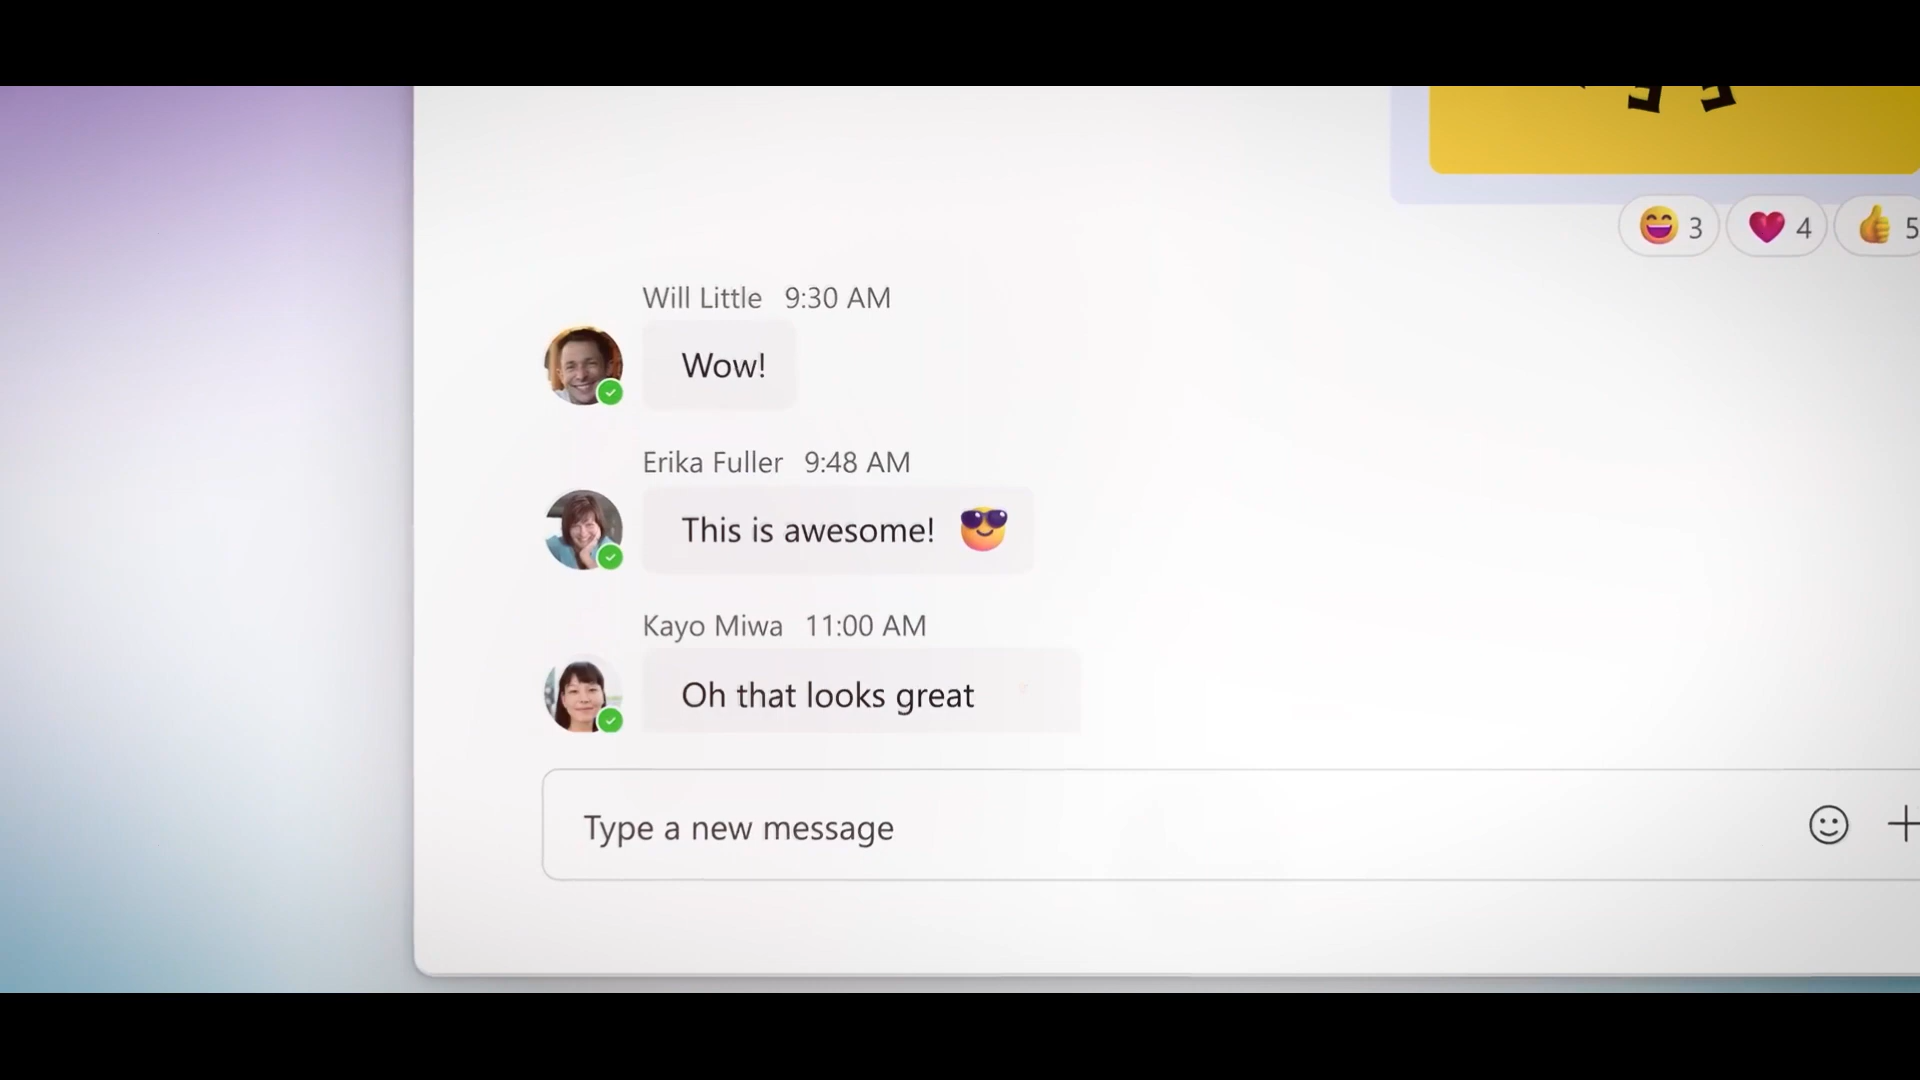 3 4 5
Will Little 9:30 AM
Wow!
Erika Fuller 9:48 AM
This is awesome!
Kayo Miwa 11:00 AM
Oh that looks great
Type a new message